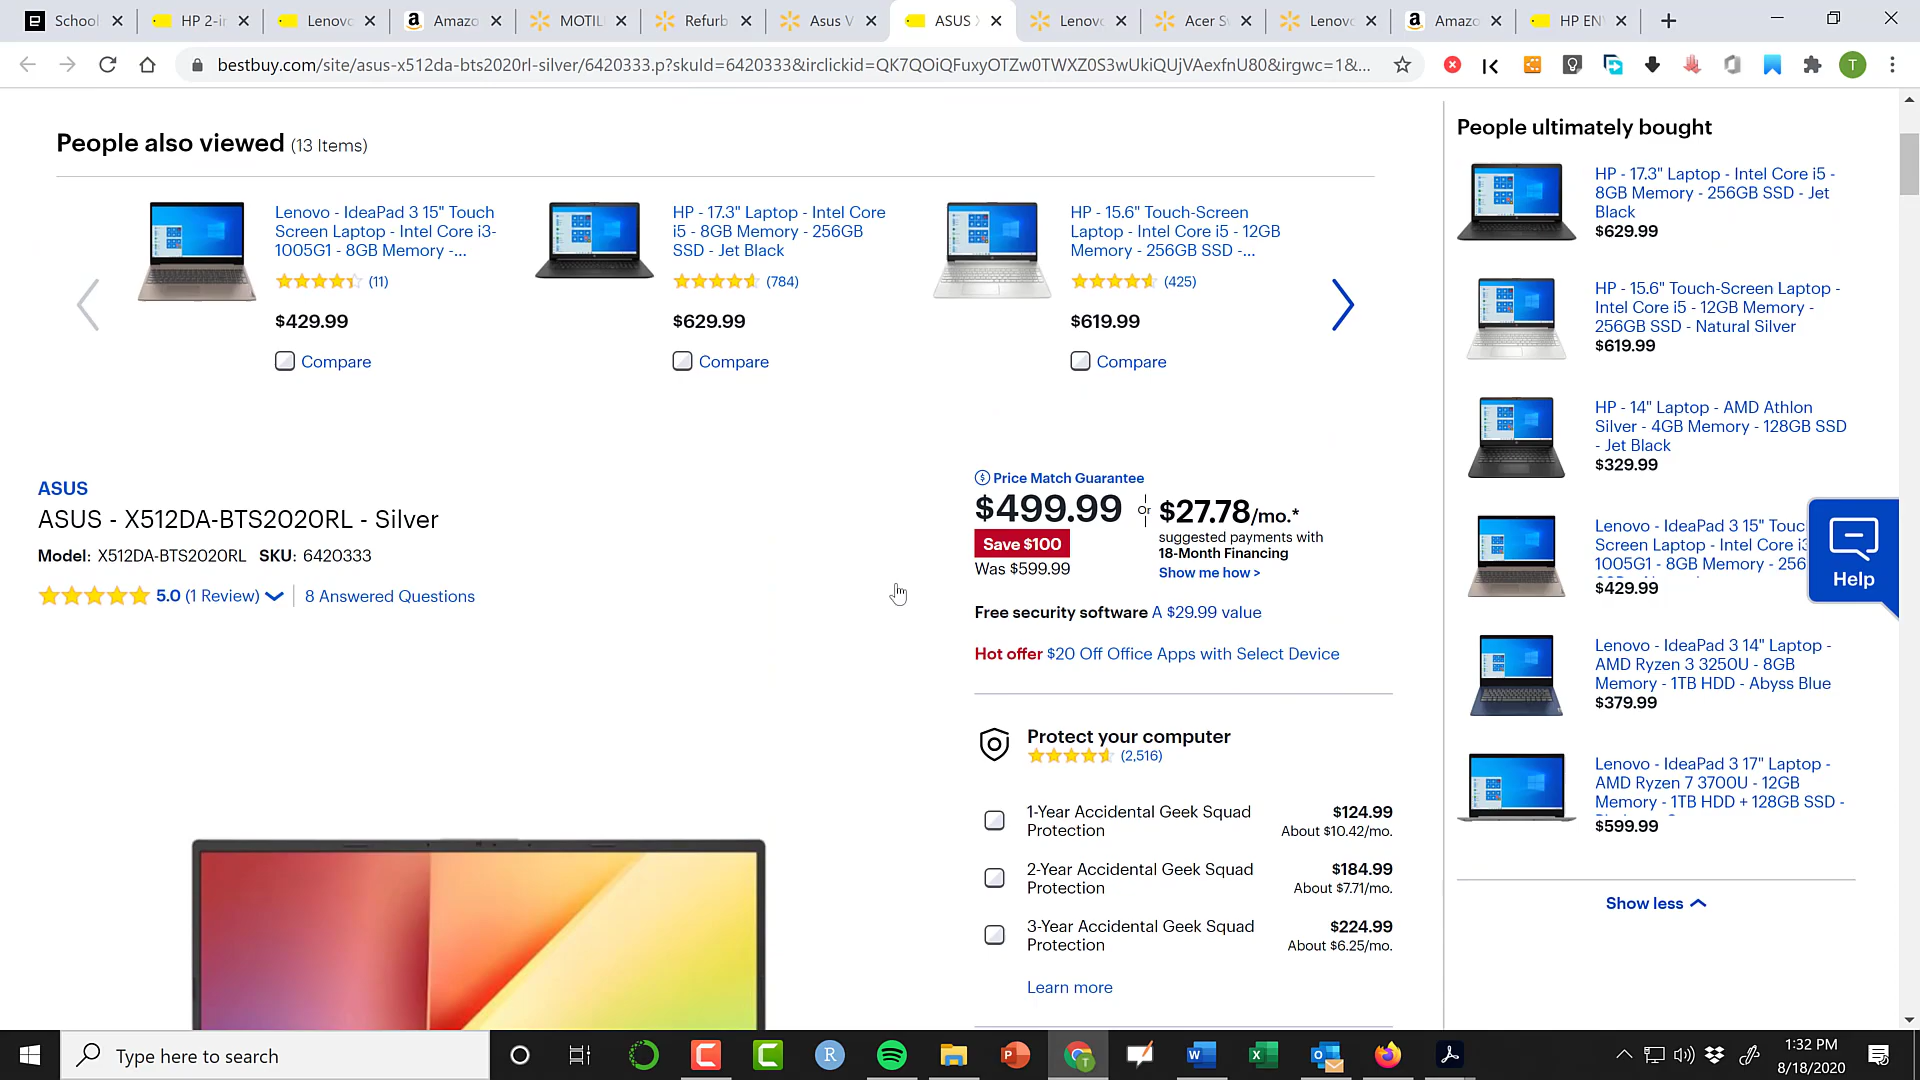 School
HP 2-in
Lenovo
Amazo
MOTIL
Refurb
Asus V
ASUS
Lenovo
Acer S
Lenovo
Amazo
HP EN
bestbuy.com/site/asus-x512da-bts2020rl-silver/6420333.p?skuId=6420333&irclickid=QK7QOiQFuxyOTZw0TWXZ0S3wUkiQUjVAexfnU80&irgwc=1&...
T
People also viewed (13 Items)
Lenovo - IdeaPad 3 15" Touch
Screen Laptop - Intel Core i3-
1005G1 - 8GB Memory -...
(11)
$429.99
Compare
HP - 17.3" Laptop - Intel Core
i5 - 8GB Memory - 256GB
SSD - Jet Black
(784)
$629.99
Compare
HP - 15.6" Touch-Screen
Laptop - Intel Core i5 - 12GB
Memory - 256GB SSD -...
(425)
$619.99
Compare
ASUS
ASUS - X512DA-BTS2020RL - Silver
Model: X512DA-BTS2020RL SKU: 6420333
5.0 (1 Review)
8 Answered Questions
Price Match Guarantee
$499.99
or
$27.78/mo.*
Save $100
Was $599.99
suggested payments with
18-Month Financing
Show me how >
Free security software A $29.99 value
Hot offer $20 Off Office Apps with Select Device
Protect your computer
(2,516)
1-Year Accidental Geek Squad
Protection
$124.99
About $10.42/mo.
2-Year Accidental Geek Squad
Protection
$184.99
About $7.71/mo.
3-Year Accidental Geek Squad
Protection
$224.99
About $6.25/mo.
Learn more
People ultimately bought
HP - 17.3" Laptop - Intel Core i5 -
8GB Memory - 256GB SSD - Jet
Black
$629.99
HP - 15.6" Touch-Screen Laptop -
Intel Core i5 - 12GB Memory -
256GB SSD - Natural Silver
$619.99
HP - 14" Laptop - AMD Athlon
Silver - 4GB Memory - 128GB SSD
- Jet Black
$329.99
Lenovo - IdeaPad 3 15" Touc
Screen Laptop - Intel Core i3
1005G1 - 8GB Memory - 256
$429.99
Lenovo - IdeaPad 3 14" Laptop -
AMD Ryzen 3 3250U - 8GB
Memory - 1TB HDD - Abyss Blue
$379.99
Lenovo - IdeaPad 3 17" Laptop -
AMD Ryzen 7 3700U - 12GB
Memory - 1TB HDD + 128GB SSD -
$599.99
Show less
Help
Type here to search
1:32 PM
8/18/2020